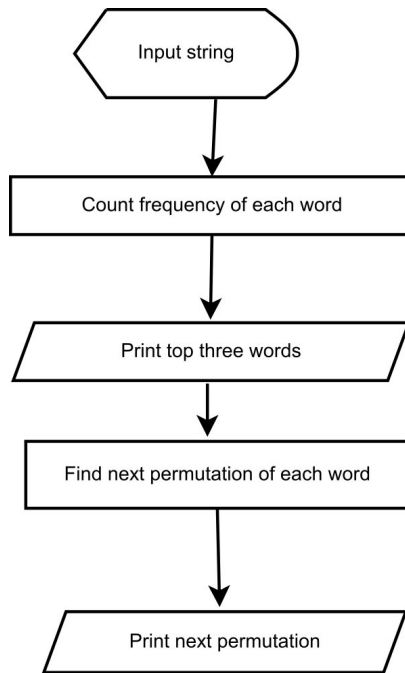 Input string
Count frequency of each word
Print top three words
Find next permutation of each word
Print next permutation